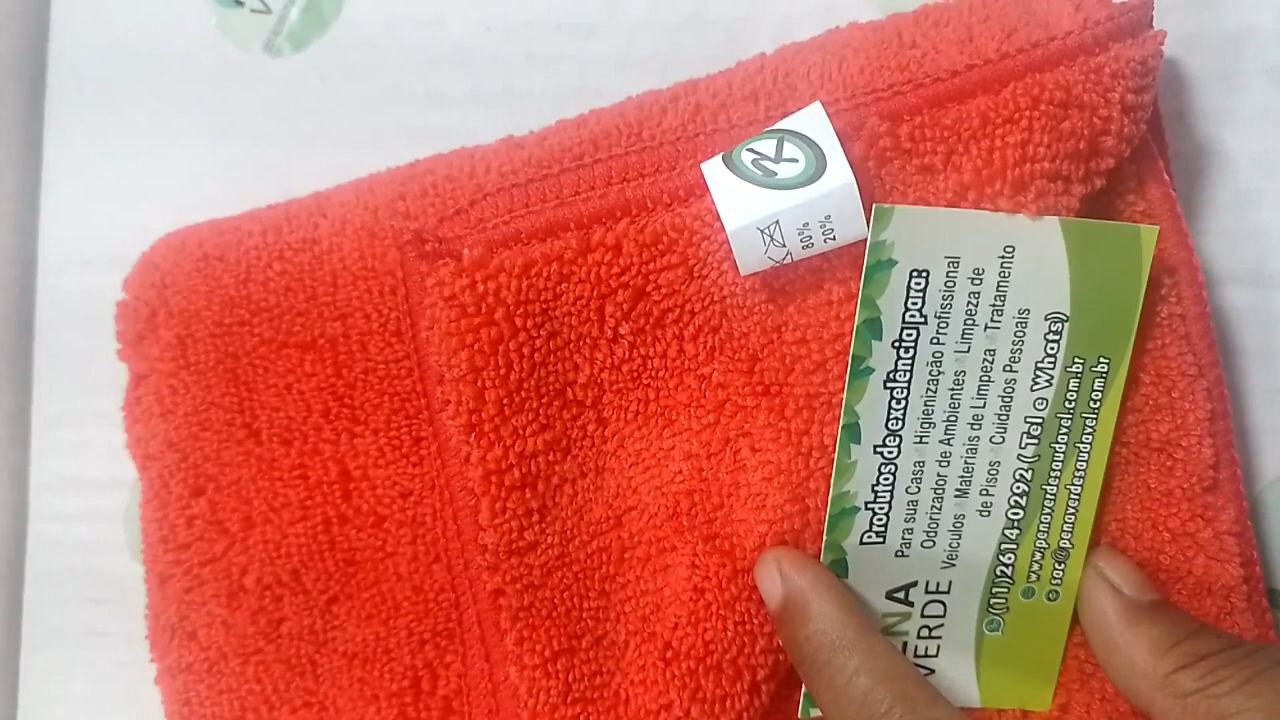 80%
20%
Produtos de excelência para:
Para sua Casa Higienização Profissional
Odorizador de Ambientes Limpeza de
Veículos Materiais de Limpeza Tratamento
de Pisos Cuidados Pessoais
(11)2614-0292 ( Tel e Whats)
www.penaverdesaudavel.com.br
sac@penaverdesaudavel.com.br
VERDE